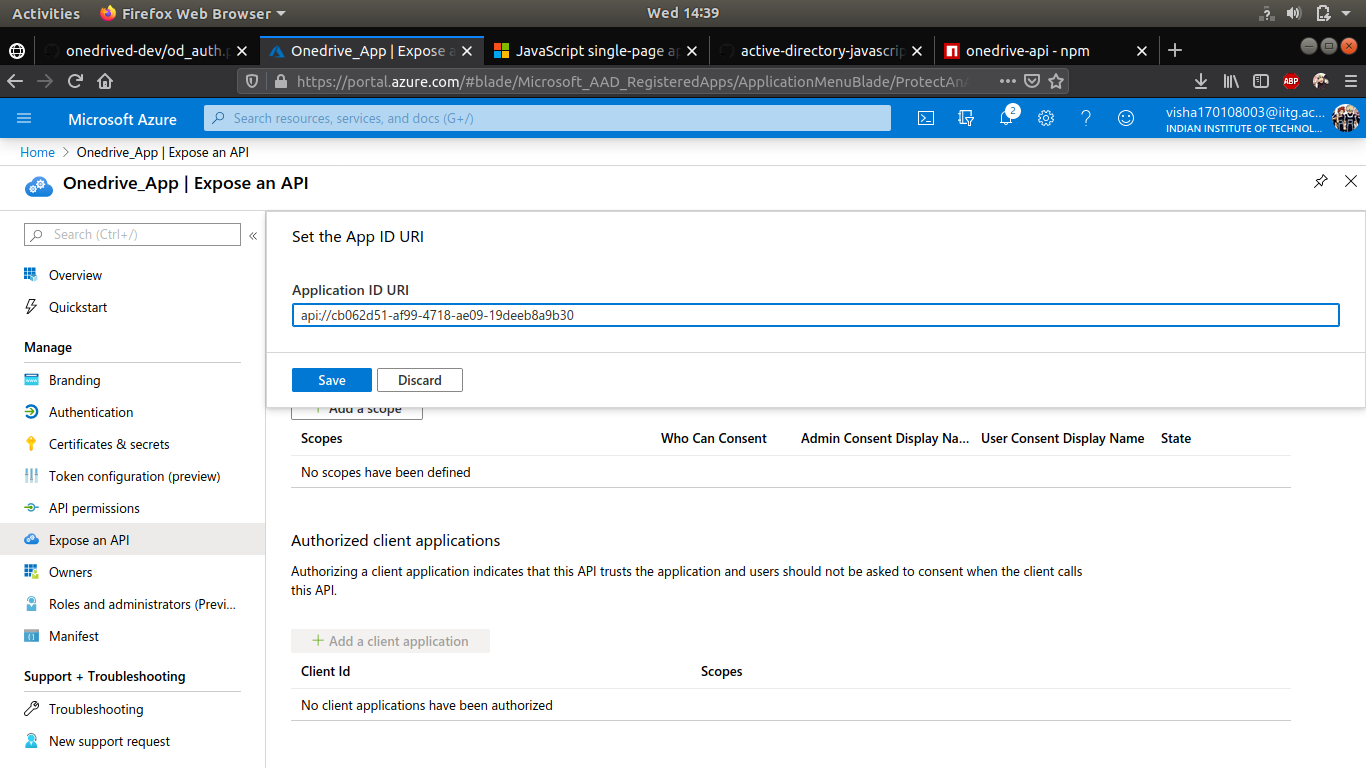 Activities Firefox Web Browser Wed 14:39
onedrived-dev/od_auth.p Onedrive_App | Expose a JavaScript single-page ap active-directory-javascrip onedrive-api - npm
https://portal.azure.com/#blade/Microsoft_AAD_RegisteredApps/ApplicationMenuBlade/ProtectAnA ABP
Microsoft Azure Search resources, services, and docs (G+/) 2 visha170108003@iitg.ac... INDIAN INSTITUTE OF TECHNOL...
Home > Onedrive_App | Expose an API
Onedrive_App | Expose an API
Search (Ctrl+/) «
Overview
Quickstart
Manage
Branding
Authentication
Certificates & secrets
Token configuration (preview)
API permissions
Expose an API
Owners
Roles and administrators (Previ...
Manifest
Support + Troubleshooting
Troubleshooting
New support request
Set the App ID URI
Application ID URI
api://cb062d51-af99-4718-ae09-19deeb8a9b30
Save Discard
+ Add a scope
Scopes Who Can Consent Admin Consent Display Na... User Consent Display Name State
No scopes have been defined
Authorized client applications
Authorizing a client application indicates that this API trusts the application and users should not be asked to consent when the client calls
this API.
+ Add a client application
Client Id Scopes
No client applications have been authorized